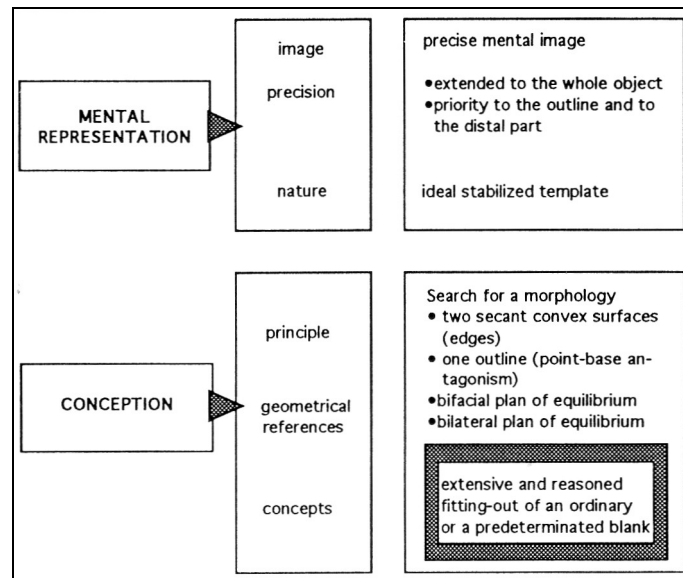 MENTAL
REPRESENTATION
image
precision
nature
precise mental image
•extended to the whole object
•priority to the outline and to
the distal part
ideal stabilized template
CONCEPTION
principle
geometrical
references
concepts
Search for a morphology
• two secant convex surfaces
(edges)
• one outline (point-base an-
tagonism)
•bifacial plan of equilibrium
•bilateral plan of equilibrium
extensive and reasoned
fitting-out of an ordinary
or a predeterminated blank